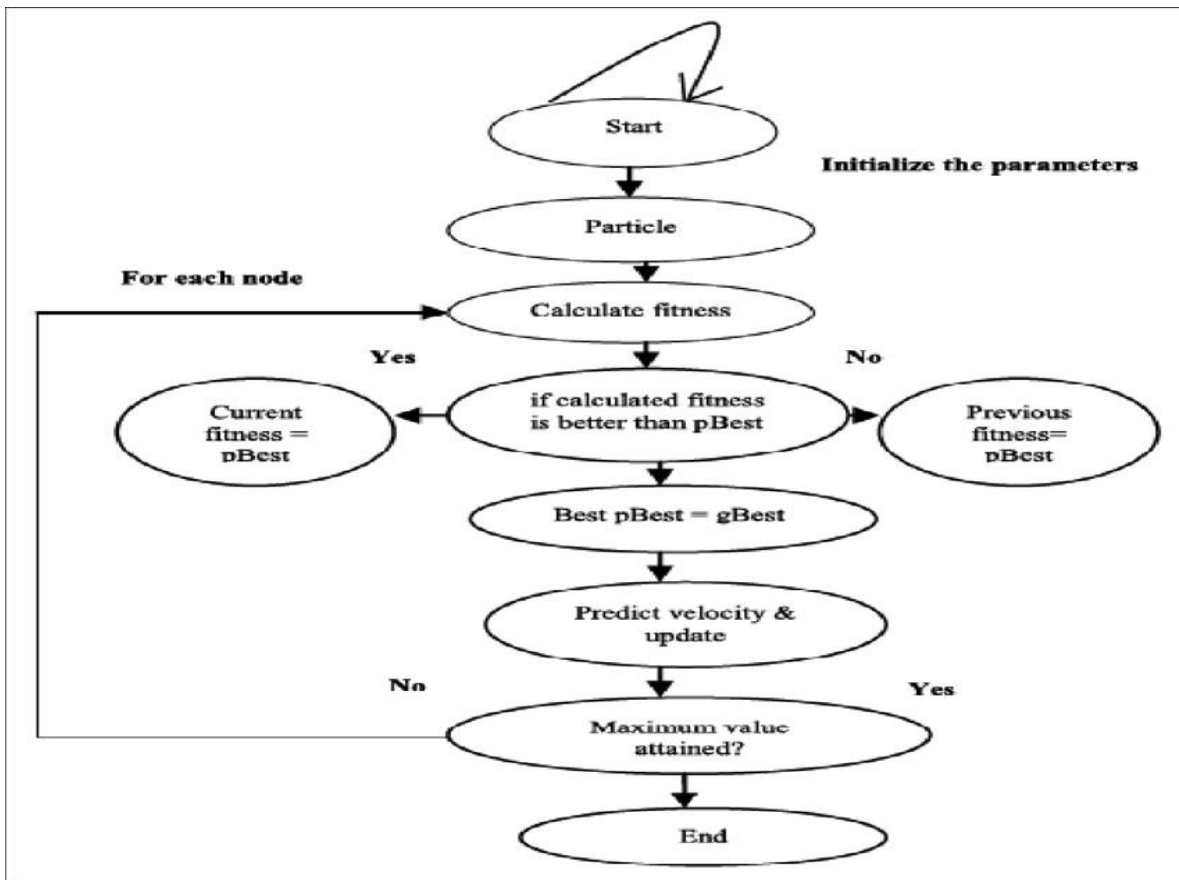 Start
Initialize the parameters
Particle
For each node
Calculate fitness
Yes
No
Current
fitness =
pBest
if calculated fitness
is better than pBest
Previous
fitness=
pBest
Best pBest = gBest
Predict velocity &
update
No
Yes
Maximum value
attained?
End